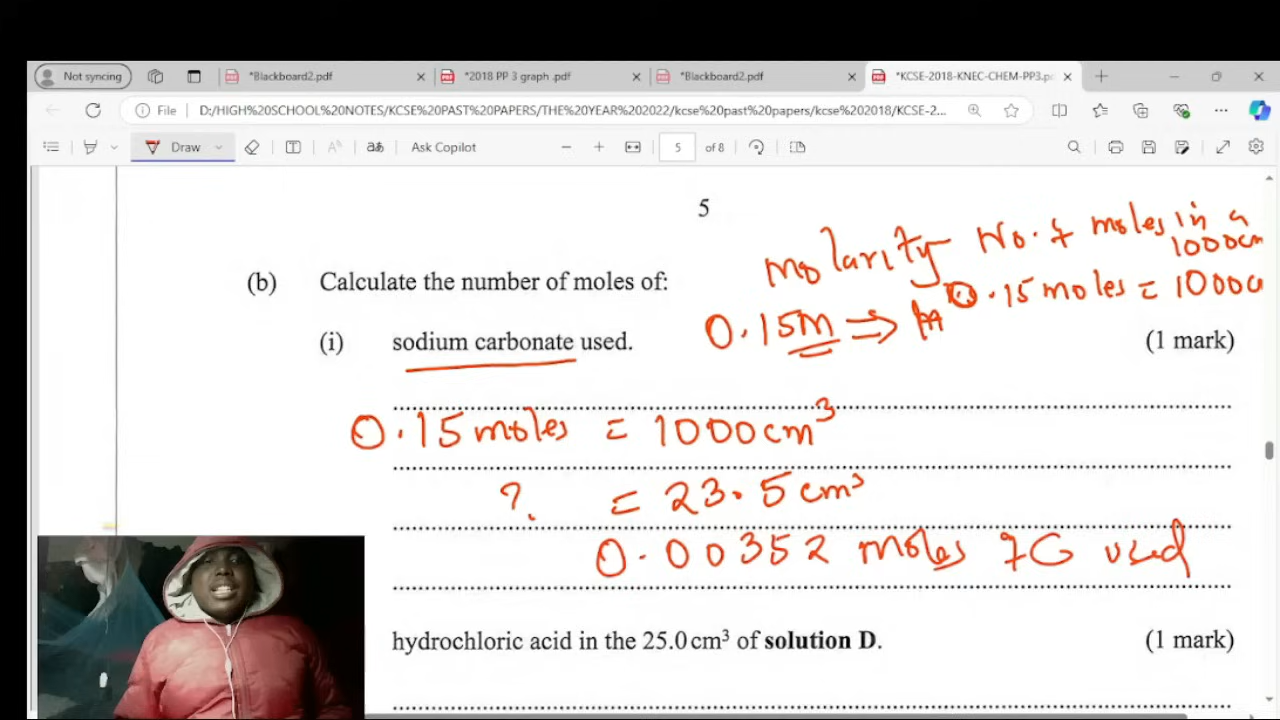 Not syncing
*Blackboard2.pdf
*2018 PP 3 graph .pdf
*Blackboard2.pdf
*KCSE-2018-KNEC-CHEM-PP3.p
File
D:/HIGH%20SCHOOL%20NOTES/KCSE%20PAST%20PAPERS/THE%20YEAR%202022/kcse%20past%20papers/kcse%202018/KCSE-2...
Draw
Ask Copilot
5 of 8
5
molarity No. of moles in a
1000cm
(b) Calculate the number of moles of:
0.15M ⇒ M 0.15 moles = 1000c
(i) sodium carbonate used. (1 mark)
0.15 moles = 1000cm³
? = 23.5cm³
0.00352 moles of G used
hydrochloric acid in the 25.0 cm³ of solution D. (1 mark)